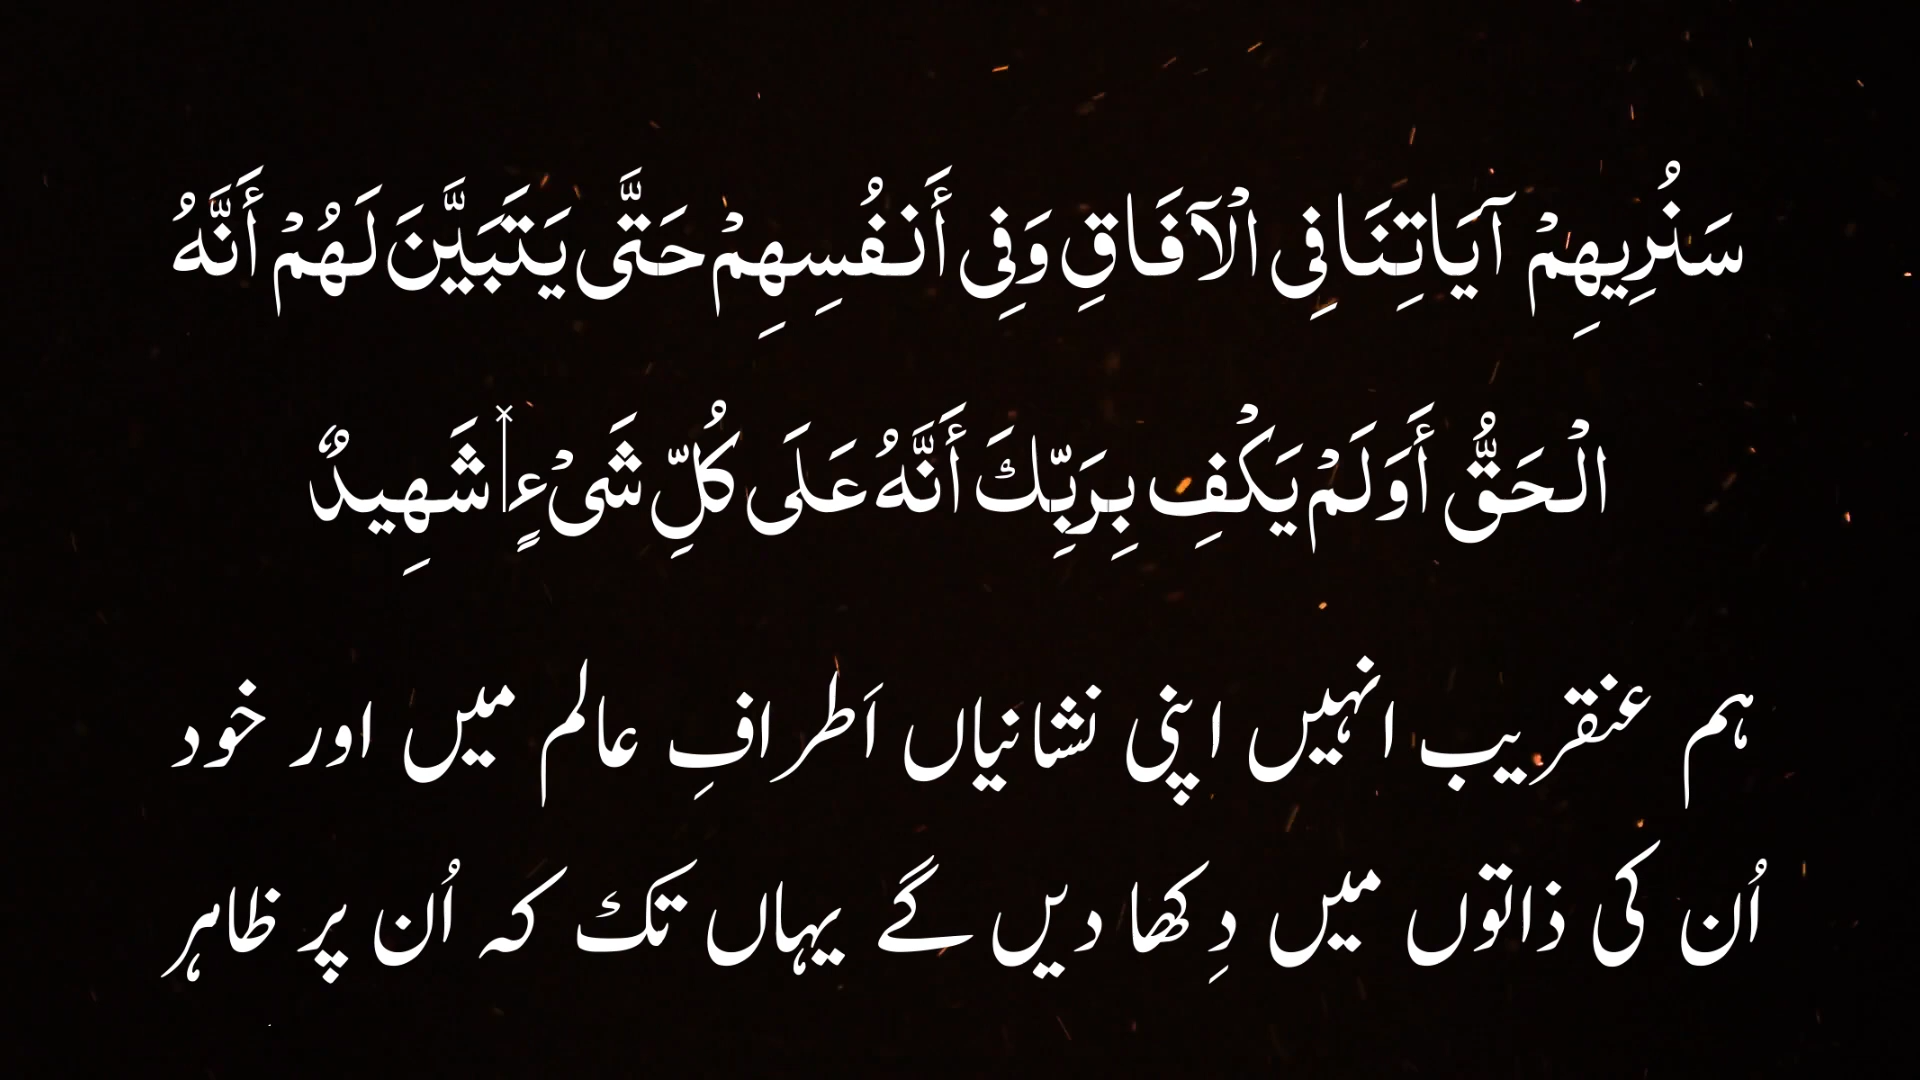 سَنُرِيهِمْ آيَاتِنَا فِي الْآفَاقِ وَفِي أَنفُسِهِمْ حَتَّى يَتَبَيَّنَ لَهُمْ أَنَّهُ
الْحَقُّ أَوَلَمْ يَكْفِ بِرَبِّكَ أَنَّهُ عَلَى كُلِّ شَيْءٍ شَهِيدٌ
ہم عنقریب انہیں اپنی نشانیاں اَطرافِ عالم میں اور خود
اُن کی ذاتوں میں دِکھا دیں گے یہاں تک کہ اُن پر ظاہر